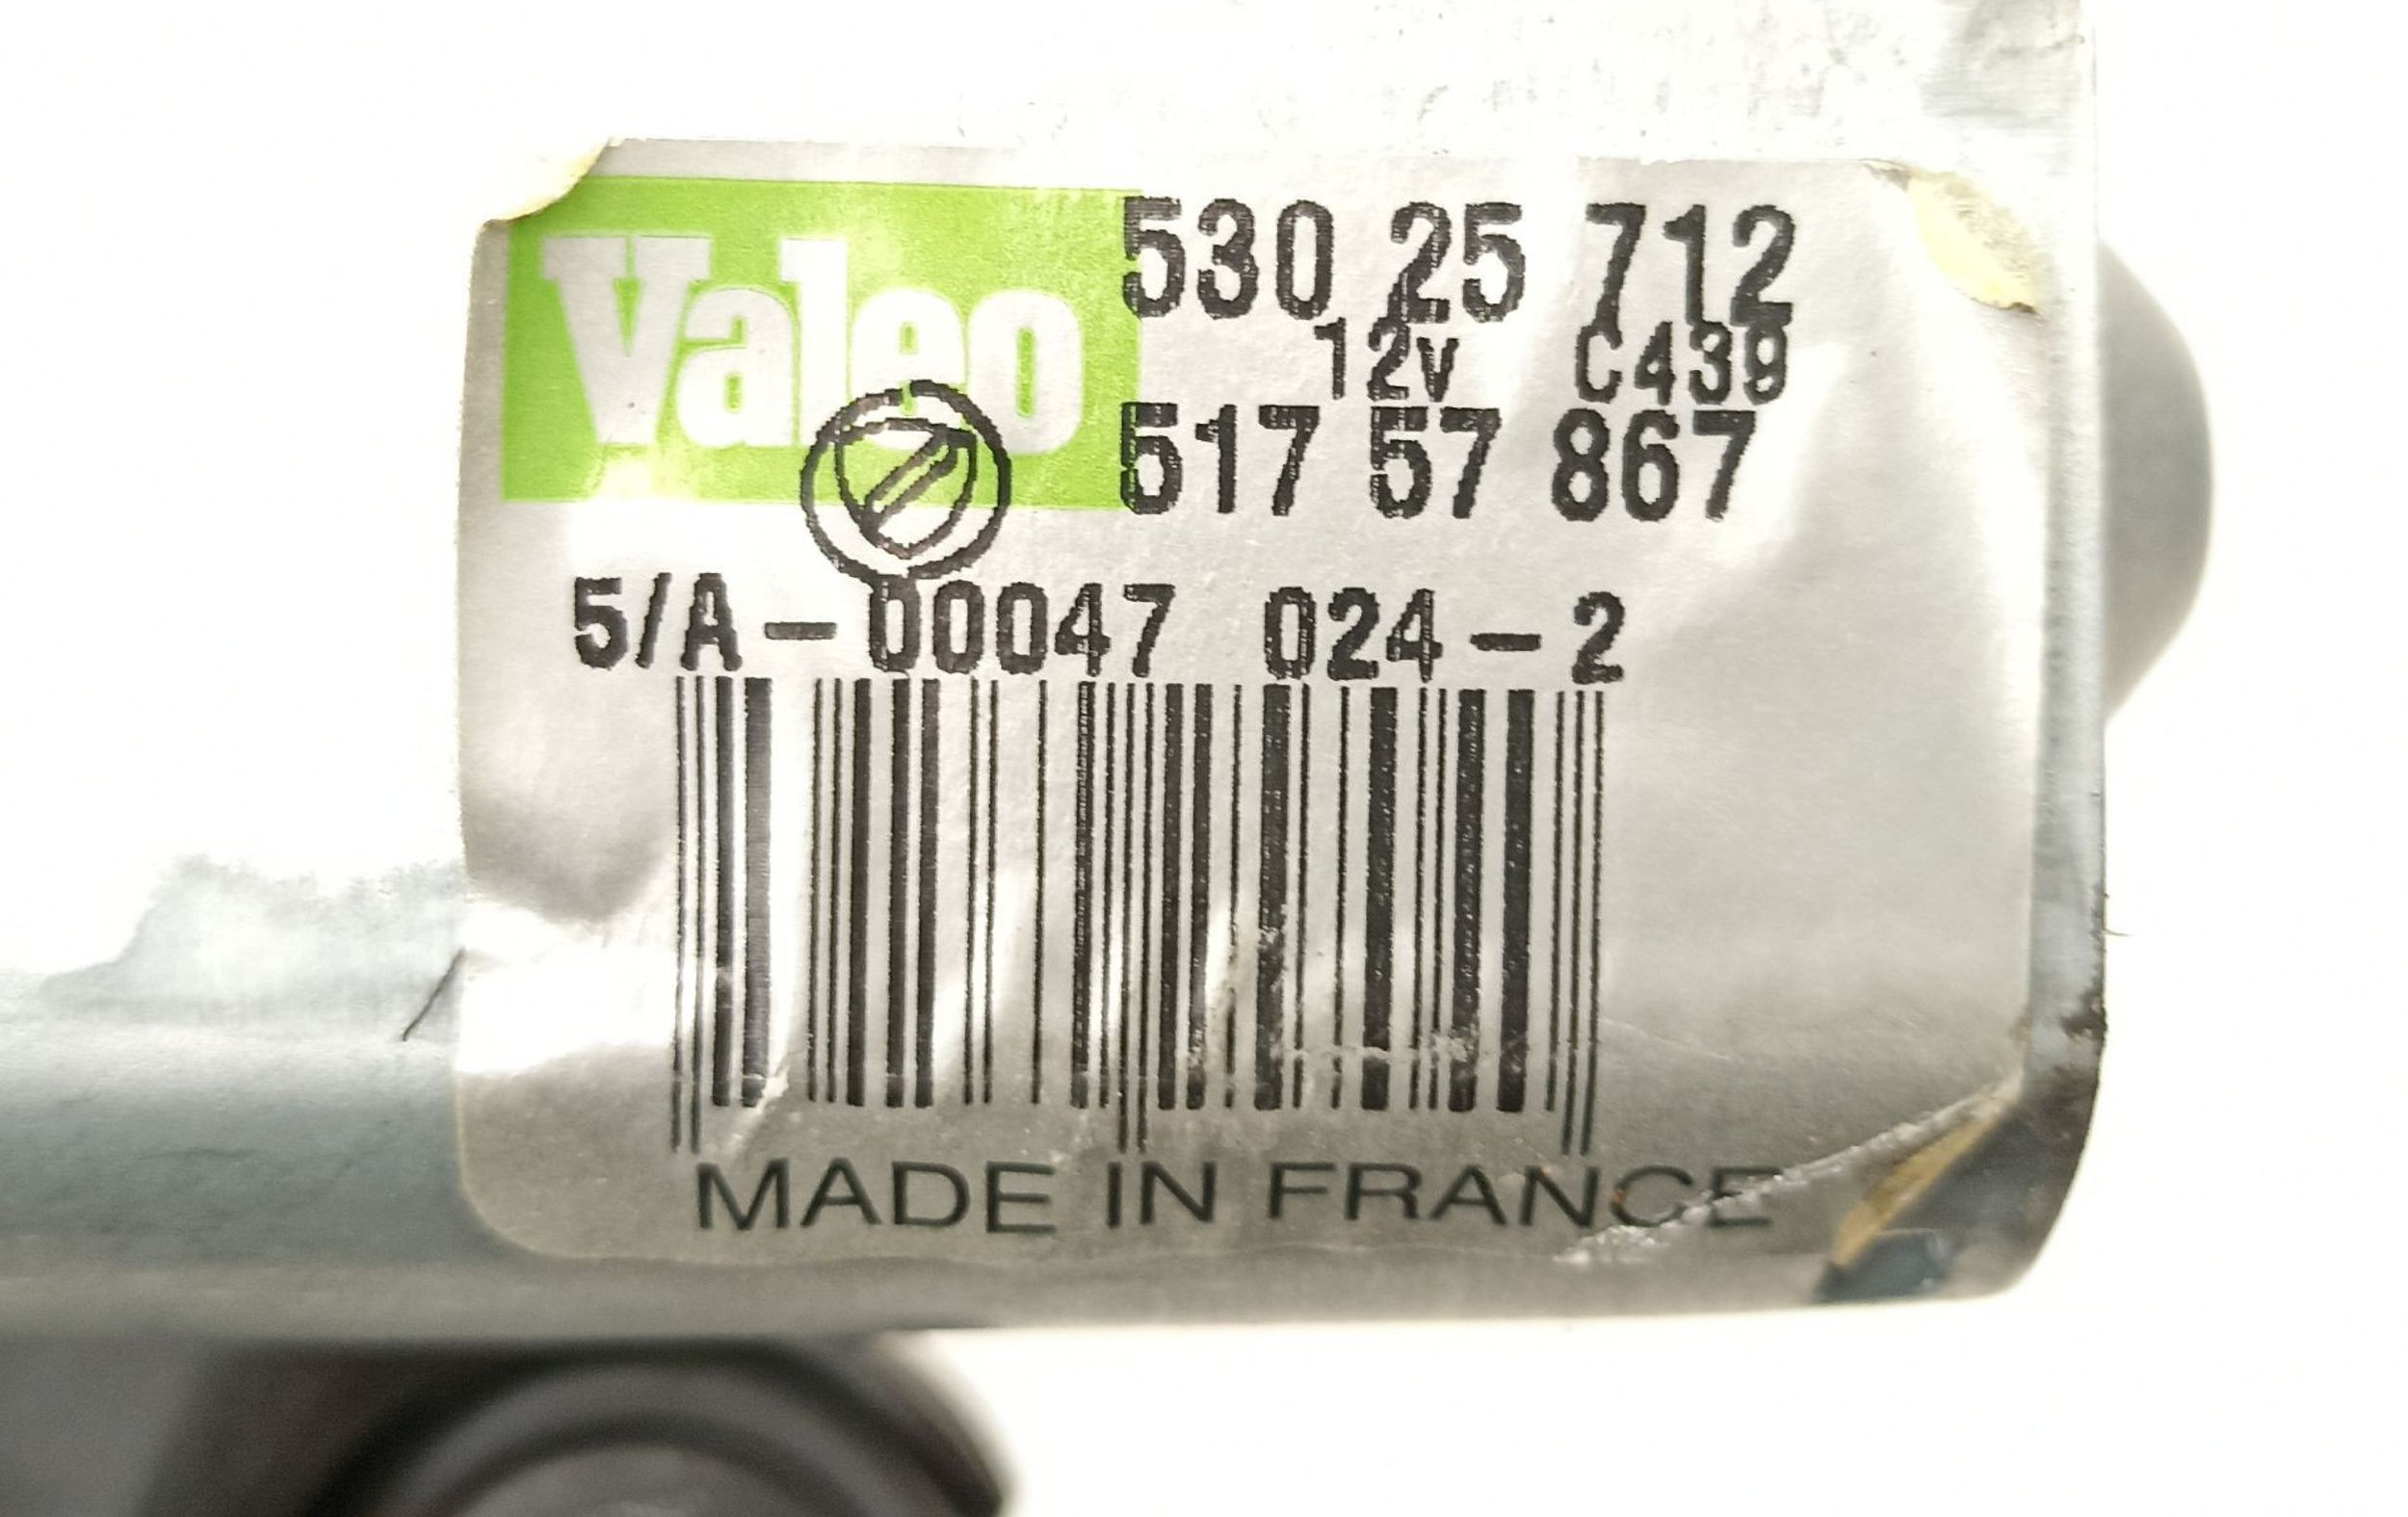 Valeo
530 25 712
12v C439
517 57 867
5/A-00047 024-2
MADE IN FRANCE